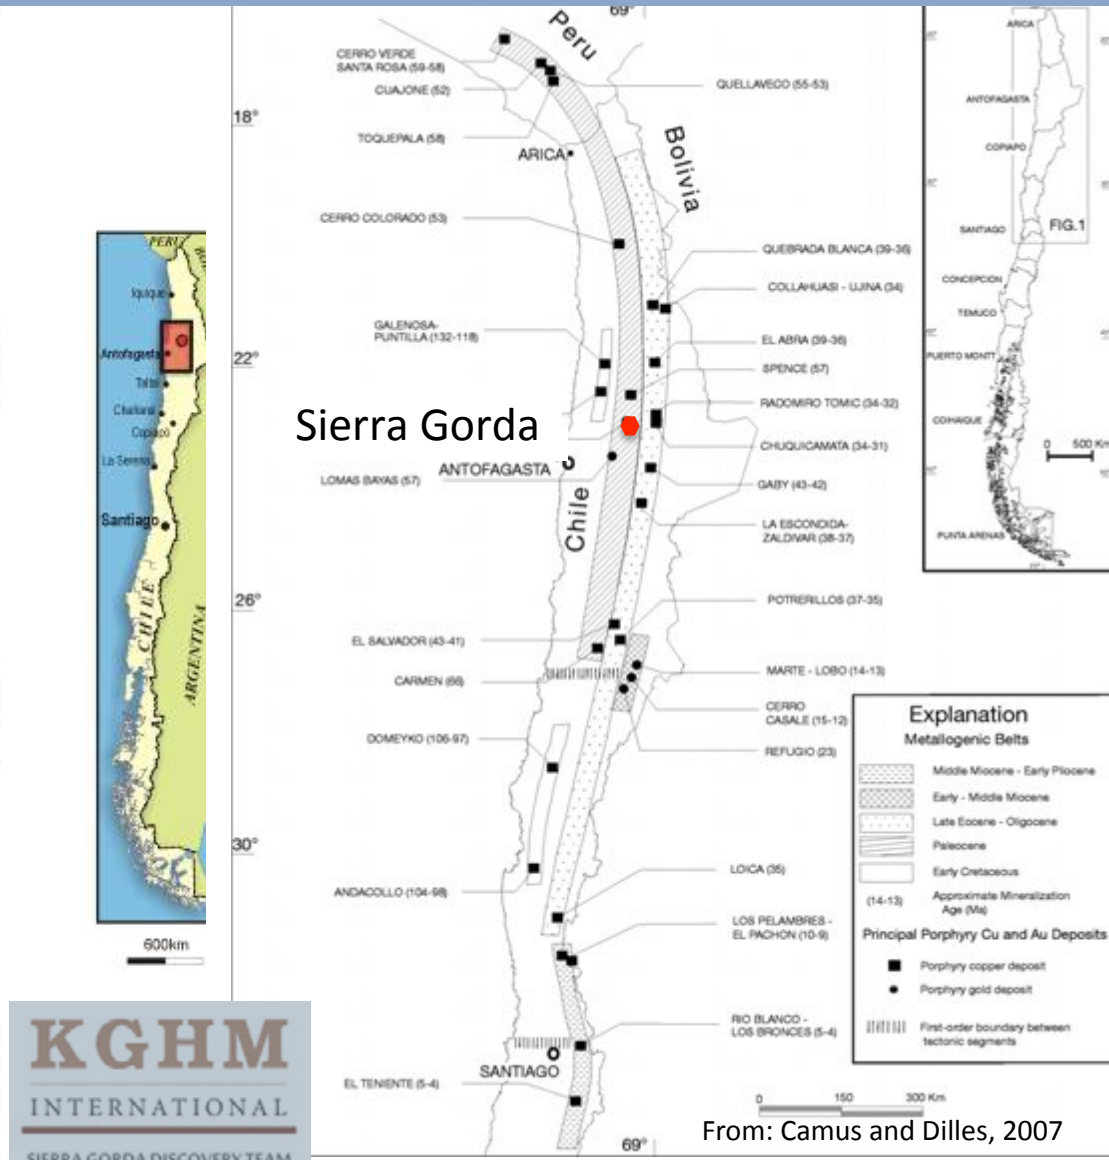 69°
Peru
CERRO VERDE
SANTA ROSA (59-58)
CUAJONE (52)
QUELLAVECO (55-53)
18°
TOQUEPALA (58)
ARICA
Bolivia
CERRO COLORADO (53)
QUEBRADA BLANCA (39-36)
COLLAHUASI - UJINA (34)
GALENOSA-
PUNTILLA (132-118)
EL ABRA (39-36)
22°
SPENCE (57)
RADOMIRO TOMIC (34-32)
Sierra Gorda
CHUQUICAMATA (34-31)
ANTOFAGASTA
LOMAS BAYAS (57)
GABY (43-42)
Chile
LA ESCONDIDA-
ZALDIVAR (38-37)
26°
POTRERILLOS (37-35)
EL SALVADOR (43-41)
MARTE - LOBO (14-13)
CARMEN (66)
CERRO
CASALE (15-12)
DOMEYKO (106-97)
REFUGIO (23)
30°
LOICA (35)
ANDACOLLO (104-98)
LOS PELAMBRES -
EL PACHON (10-9)
RIO BLANCO -
LOS BRONCES (5-4)
SANTIAGO
EL TENIENTE (5-4)
0 150 300 Km
69°
From: Camus and Dilles, 2007
ARICA
ANTOFAGASTA
COPIAPO
SANTIAGO
FIG.1
CONCEPCION
TEMUCO
PUERTO MONTT
COIHAIQUE
0 500 Km
PUNTA ARENAS
Explanation
Metallogenic Belts
Middle Miocene - Early Pliocene
Early - Middle Miocene
Late Eocene - Oligocene
Paleocene
Early Cretaceous
(14-13) Approximate Mineralization
Age (Ma)
Principal Porphyry Cu and Au Deposits
Porphyry copper deposit
Porphyry gold deposit
First-order boundary between
tectonic segments
PERU
Iquique
Antofagasta
Taltal
Chañaral
Copiapó
La Serena
Santiago
CHILE
ARGENTINA
600km
KGHM
INTERNATIONAL
SIERRA GORDA DISCOVERY TEAM